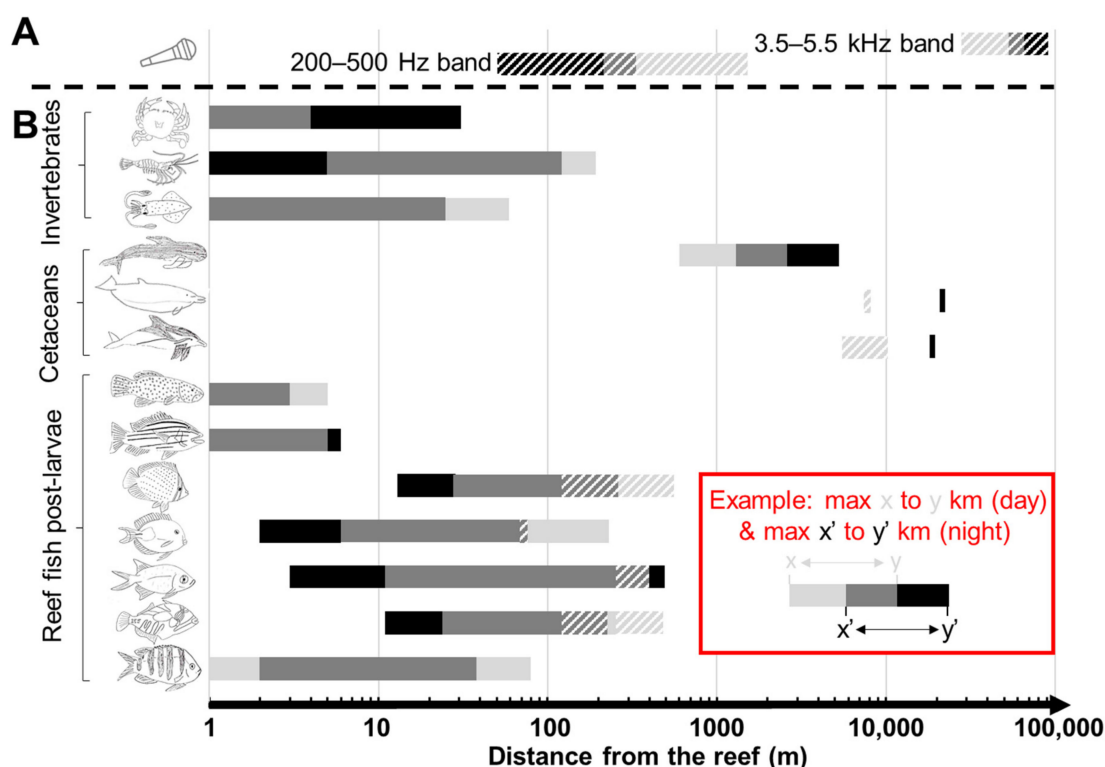 A
3.5–5.5 kHz band
200–500 Hz band
B
Invertebrates
Cetaceans
Reef fish post-larvae
Example: max x to y km (day)
& max x’ to y’ km (night)
x y
x’ y’
1 10 100 1000 10,000 100,000
Distance from the reef (m)